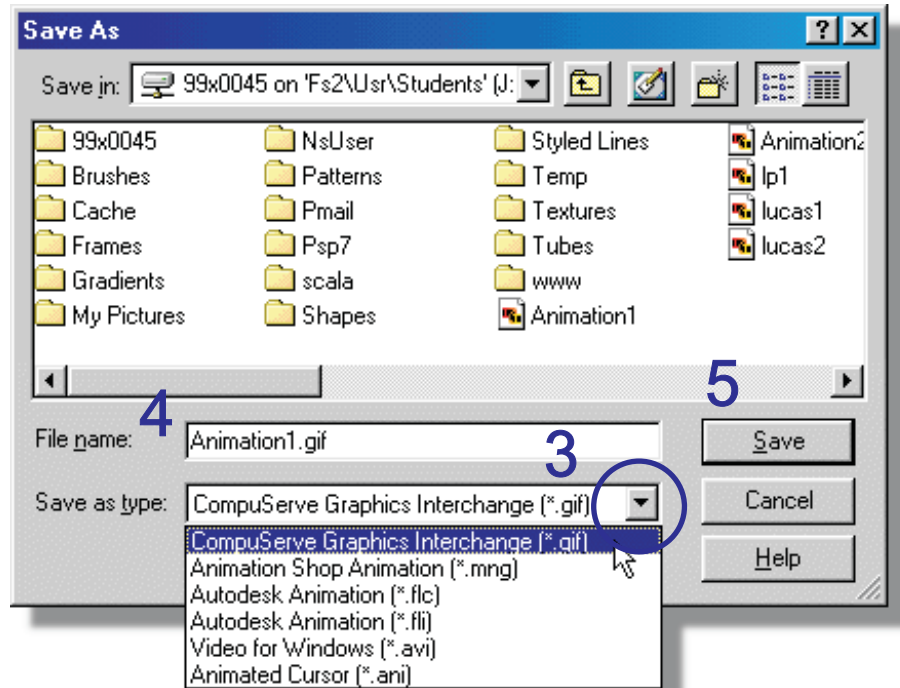 Save As
Save in: 99x0045 on 'Fs2\Usr\Students' (J:
99x0045 NsUser Styled Lines Animation2
Brushes Patterns Temp lp1
Cache Pmail Textures lucas1
Frames Psp7 Tubes lucas2
Gradients scala www
My Pictures Shapes Animation1
4 5
File name: Animation1.gif Save
3
Save as type: CompuServe Graphics Interchange (*.gif) Cancel
CompuServe Graphics Interchange (*.gif)
Animation Shop Animation (*.mng) Help
Autodesk Animation (*.flc)
Autodesk Animation (*.fli)
Video for Windows (*.avi)
Animated Cursor (*.ani)